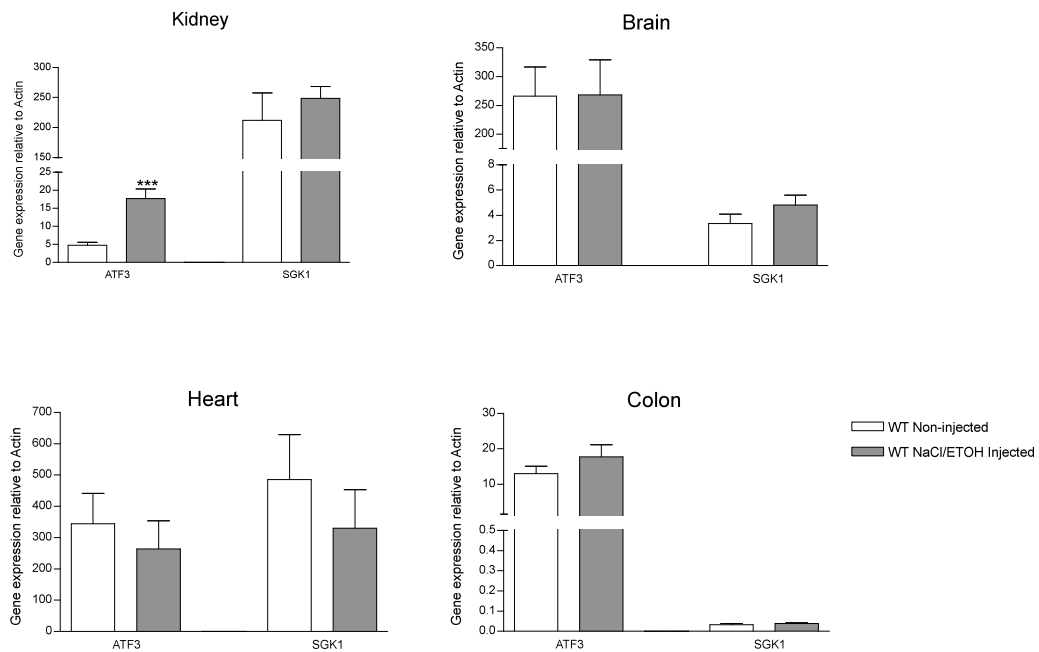 Kidney
Gene expression relative to Actin
300
250
200
150
25
20
15
10
5
0
***
ATF3 SGK1
Brain
Gene expression relative to Actin
350
300
250
200
8
6
4
2
0
ATF3 SGK1
Heart
Gene expression relative to Actin
700
600
500
400
300
200
100
0
ATF3 SGK1
Colon
Gene expression relative to Actin
30
20
10
0.5
0.4
0.3
0.2
0.1
0.0
ATF3 SGK1
WT Non-injected
WT NaCl/ETOH Injected